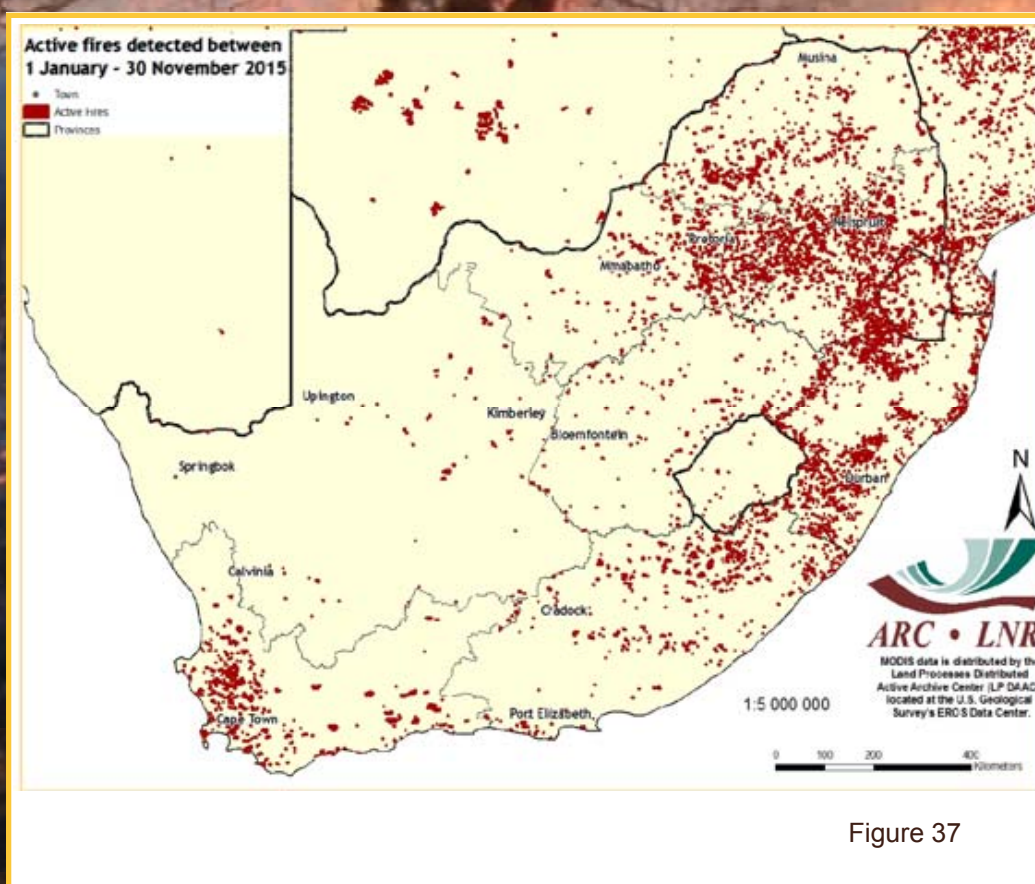 Active fires detected between
1 January - 30 November 2015
Town
Active Fires
Provinces
Musina
Nelspruit
Pretoria
Mmabatho
Upington
Kimberley
Bloemfontein
Springbok
Durban
N
Calvinia
Cradock
ARC • LNR
MODIS data is distributed by the
Land Processes Distributed
Active Archive Center (LP DAAC)
located at the U.S. Geological
Survey's EROS Data Center.
Cape Town
Port Elizabeth
1:5 000 000
0 100 200 400
Kilometers
Figure 37